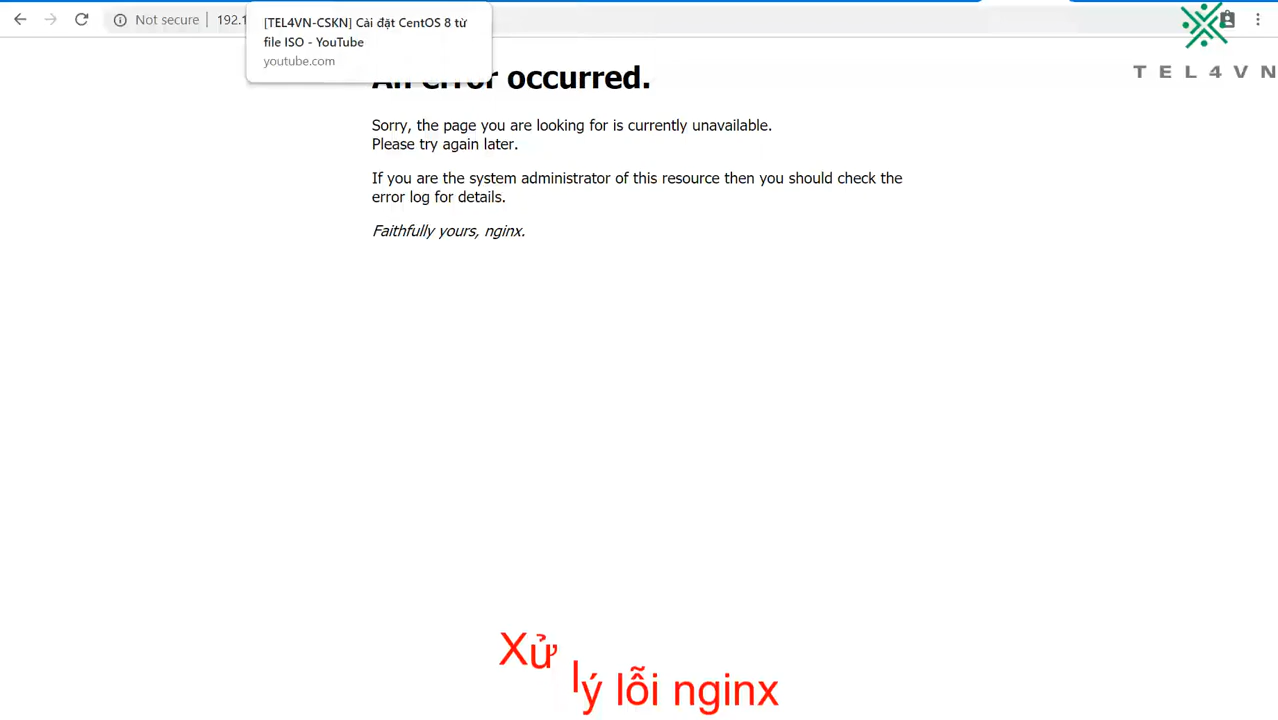 Not secure
192.1
[TEL4VN-CSKN] Cài đặt CentOS 8 từ
file ISO - YouTube
youtube.com
TEL4VN
An error occurred.
Sorry, the page you are looking for is currently unavailable.
Please try again later.
If you are the system administrator of this resource then you should check the
error log for details.
Faithfully yours, nginx.
Xử lý lỗi nginx